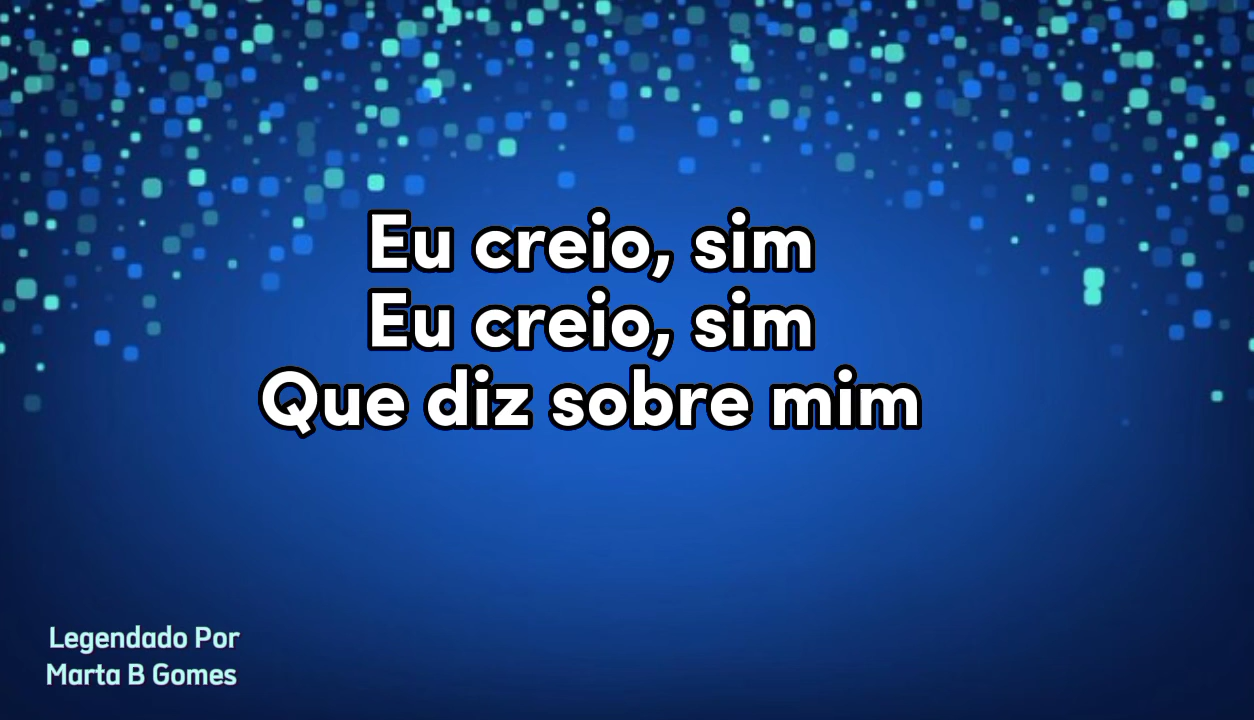 Eu creio, sim
Eu creio, sim
Que diz sobre mim
Legendado Por
Marta B Gomes